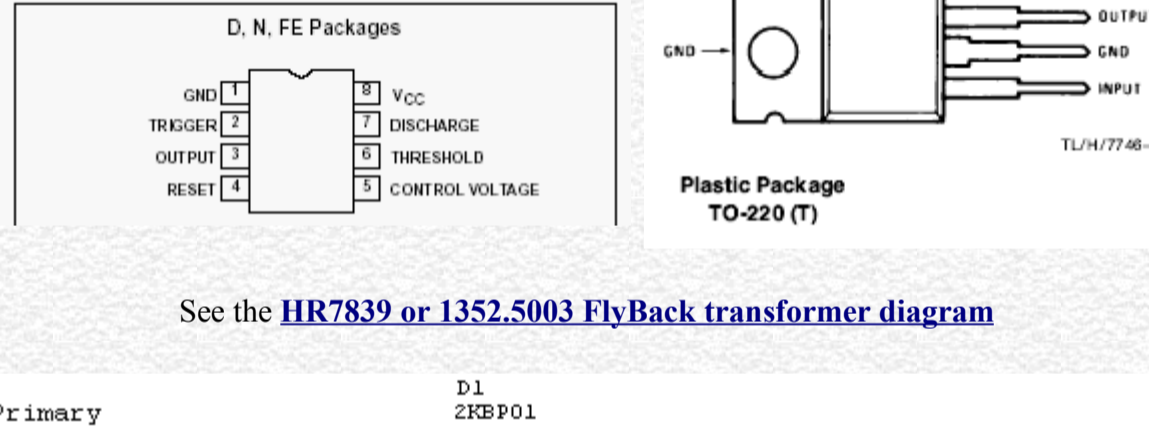 D, N, FE Packages
GND 1
TRIGGER 2
OUTPUT 3
RESET 4
8 VCC
7 DISCHARGE
6 THRESHOLD
5 CONTROL VOLTAGE
GND
OUTPU
GND
INPUT
TL/H/7746-
Plastic Package
TO-220 (T)
See the HR7839 or 1352.5003 FlyBack transformer diagram
Primary
D1
2KBP01